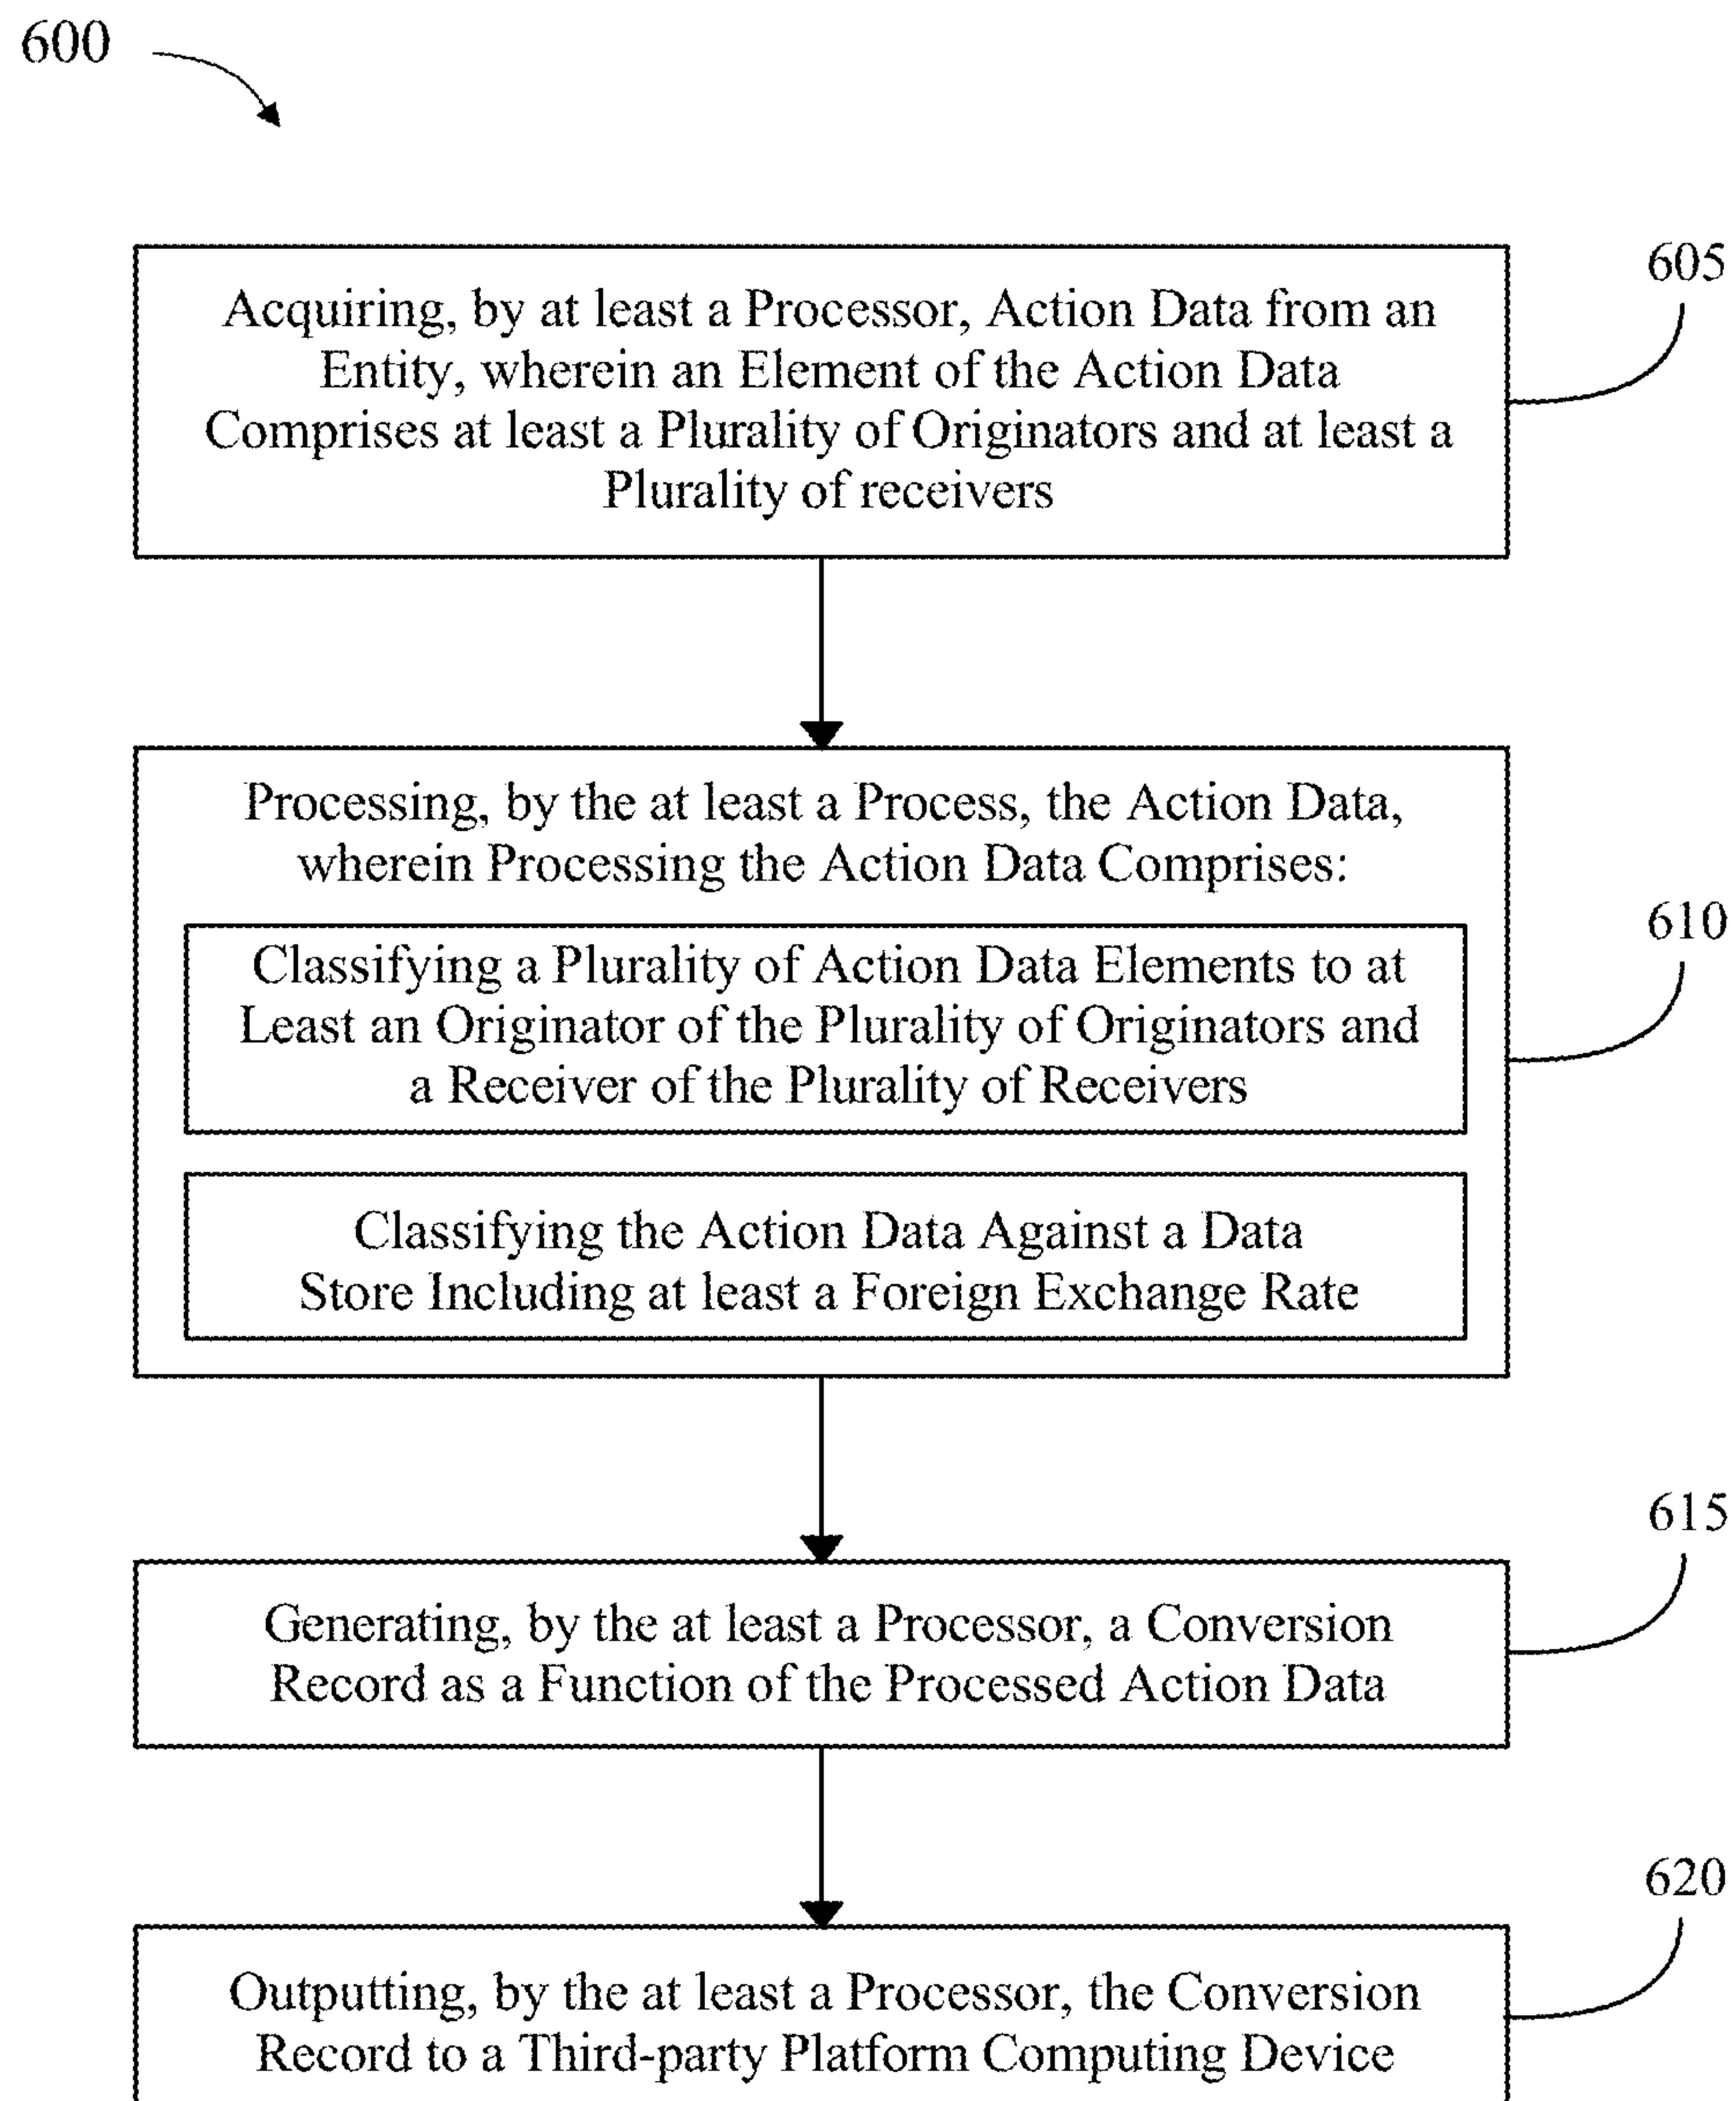 600
605
Acquiring, by at least a Processor, Action Data from an
Entity, wherein an Element of the Action Data
Comprises at least a Plurality of Originators and at least a
Plurality of receivers
Processing, by the at least a Process, the Action Data,
wherein Processing the Action Data Comprises:
610
Classifying a Plurality of Action Data Elements to at
Least an Originator of the Plurality of Originators and
a Receiver of the Plurality of Receivers
Classifying the Action Data Against a Data
Store Including at least a Foreign Exchange Rate
615
Generating, by the at least a Processor, a Conversion
Record as a Function of the Processed Action Data
620
Outputting, by the at least a Processor, the Conversion
Record to a Third-party Platform Computing Device